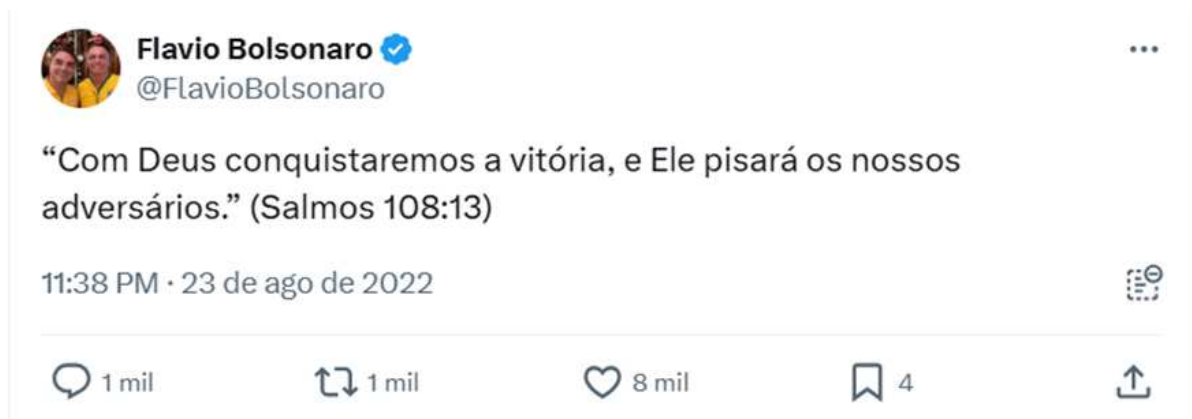 Flavio Bolsonaro
@FlavioBolsonaro
“Com Deus conquistaremos a vitória, e Ele pisará os nossos
adversários.” (Salmos 108:13)
11:38 PM · 23 de ago de 2022
1 mil 1 mil 8 mil 4